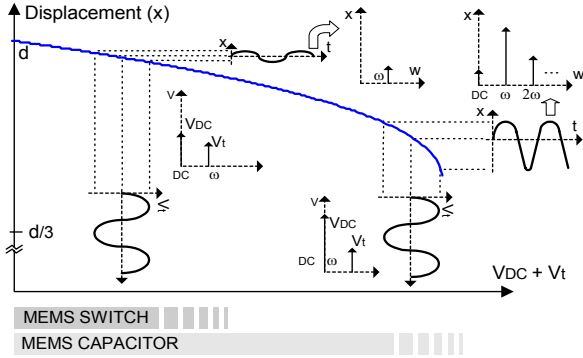 Displacement (x)
d
x
t
x
ω
w
x
DC ω 2ω
w
x
t
V
VDC
Vt
DC ω
Vt
d/3
V
VDC
Vt
DC ω
Vt
VDC + Vt
MEMS SWITCH
MEMS CAPACITOR